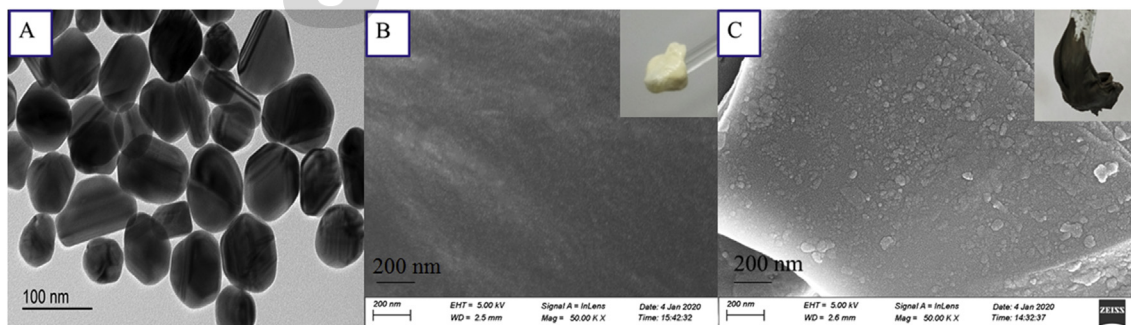 A
B
C
100 nm
200 nm
200 nm
200 nm
EHT = 5.00 kV
Signal A = InLens
Date: 4 Jan 2020
WD = 2.5 mm
Mag = 50.00 K X
Time: 15:42:32
200 nm
EHT = 5.00 kV
Signal A = InLens
Date: 4 Jan 2020
WD = 2.6 mm
Mag = 50.00 K X
Time: 14:32:37
ZEISS